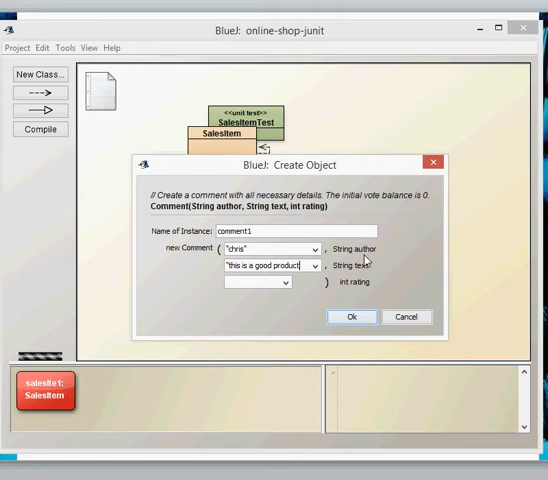 BlueJ: online-shop-junit
Project Edit Tools View Help
New Class...
Compile
<<unit test>>
SalesItemTest
SalesItem
BlueJ: Create Object
// Create a comment with all necessary details. The initial vote balance is 0.
Comment(String author, String text, int rating)
Name of Instance: comment1
new Comment ( "chris" , String author
"this is a good product , String text
) int rating
Ok Cancel
salesIte1:
SalesItem